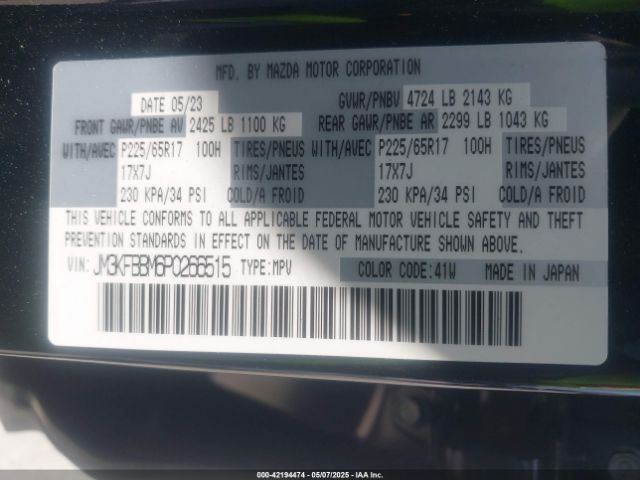 MFD. BY MAZDA MOTOR CORPORATION
DATE 05/23 GVWR/PNBV 4724 LB 2143 KG
FRONT GAWR/PNBE AV 2425 LB 1100 KG REAR GAWR/PNBE AR 2299 LB 1043 KG
WITH/AVEC P225/65R17 100H TIRES/PNEUS WITH/AVEC P225/65R17 100H TIRES/PNEUS
17X7J RIMS/JANTES 17X7J RIMS/JANTES
230 KPA/34 PSI COLD/A FROID 230 KPA/34 PSI COLD/A FROID
THIS VEHICLE CONFORMS TO ALL APPLICABLE FEDERAL MOTOR VEHICLE SAFETY AND THEFT
PREVENTION STANDARDS IN EFFECT ON THE DATE OF MANUFACTURE SHOWN ABOVE.
VIN: JM3KFBBM6P0266515 TYPE:MPV COLOR CODE:41W MADE IN JAPAN
000-42194474 - 05/07/2025 - IAA Inc.